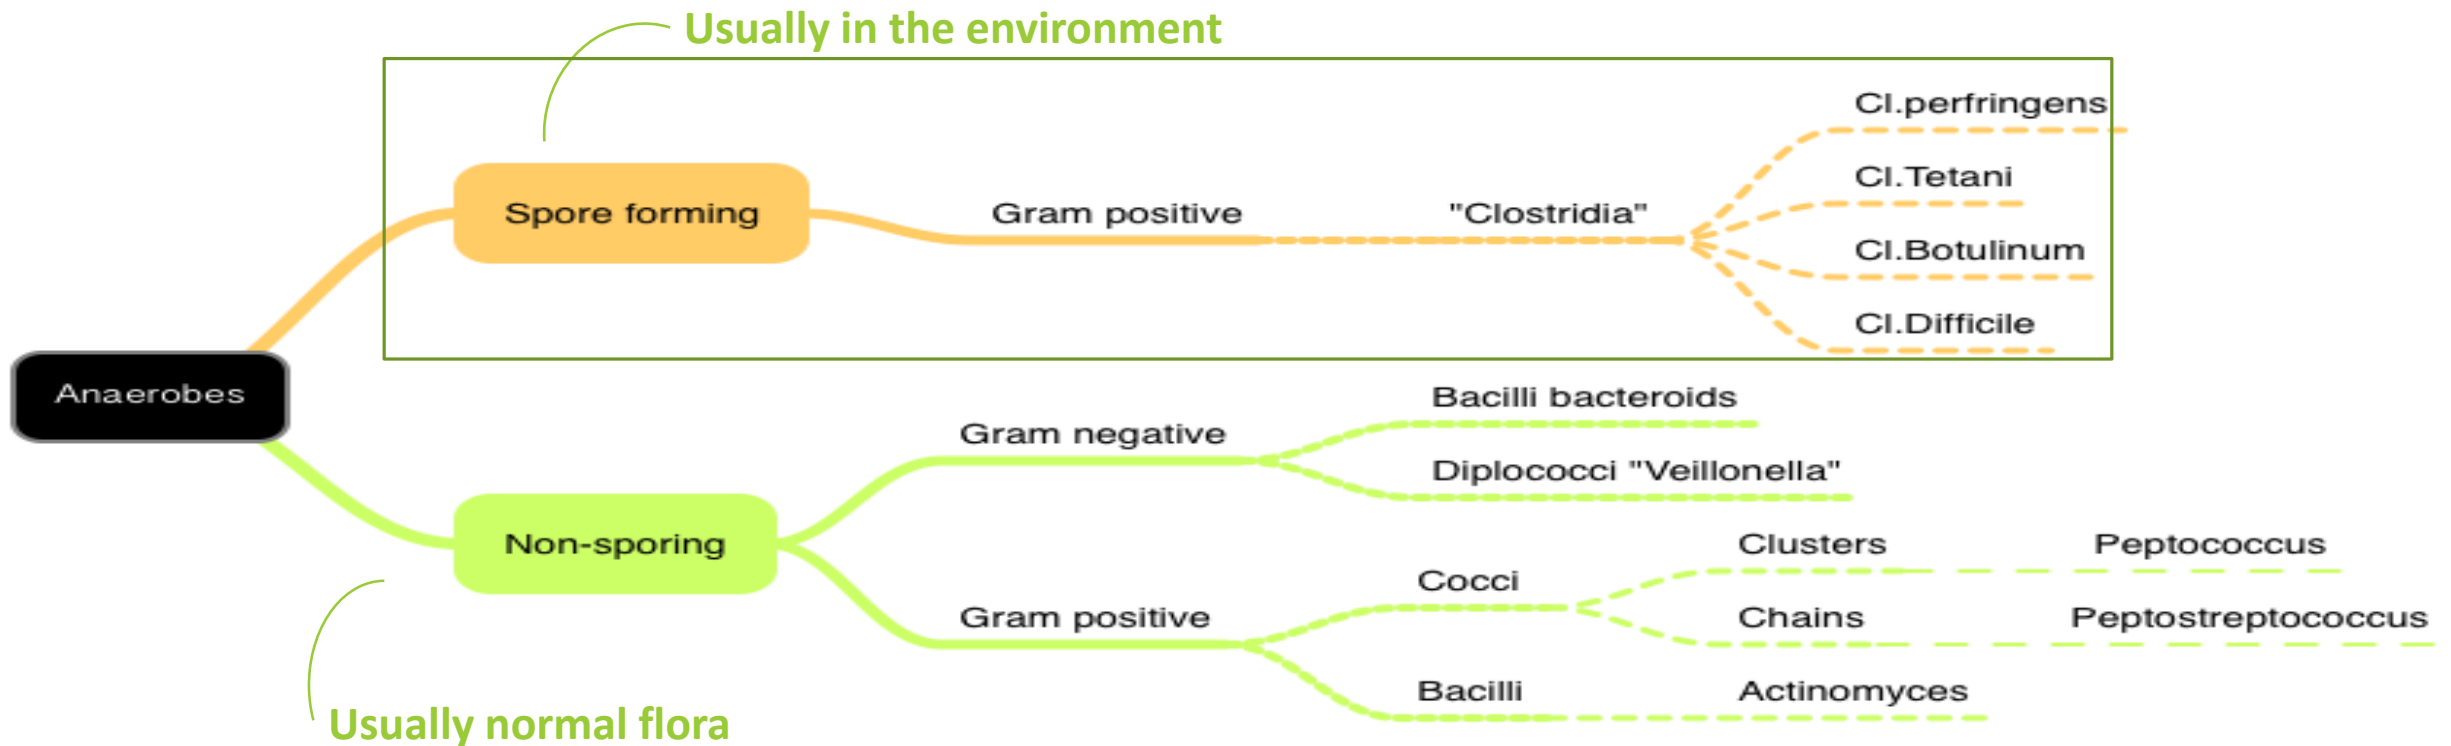 Usually in the environment
Cl.perfringens
Cl.Tetani
Spore forming
Gram positive
"Clostridia"
Cl.Botulinum
Cl.Difficile
Anaerobes
Bacilli bacteroids
Gram negative
Diplococci "Veillonella"
Non-sporing
Clusters
Peptococcus
Cocci
Gram positive
Chains
Peptostreptococcus
Bacilli
Actinomyces
Usually normal flora